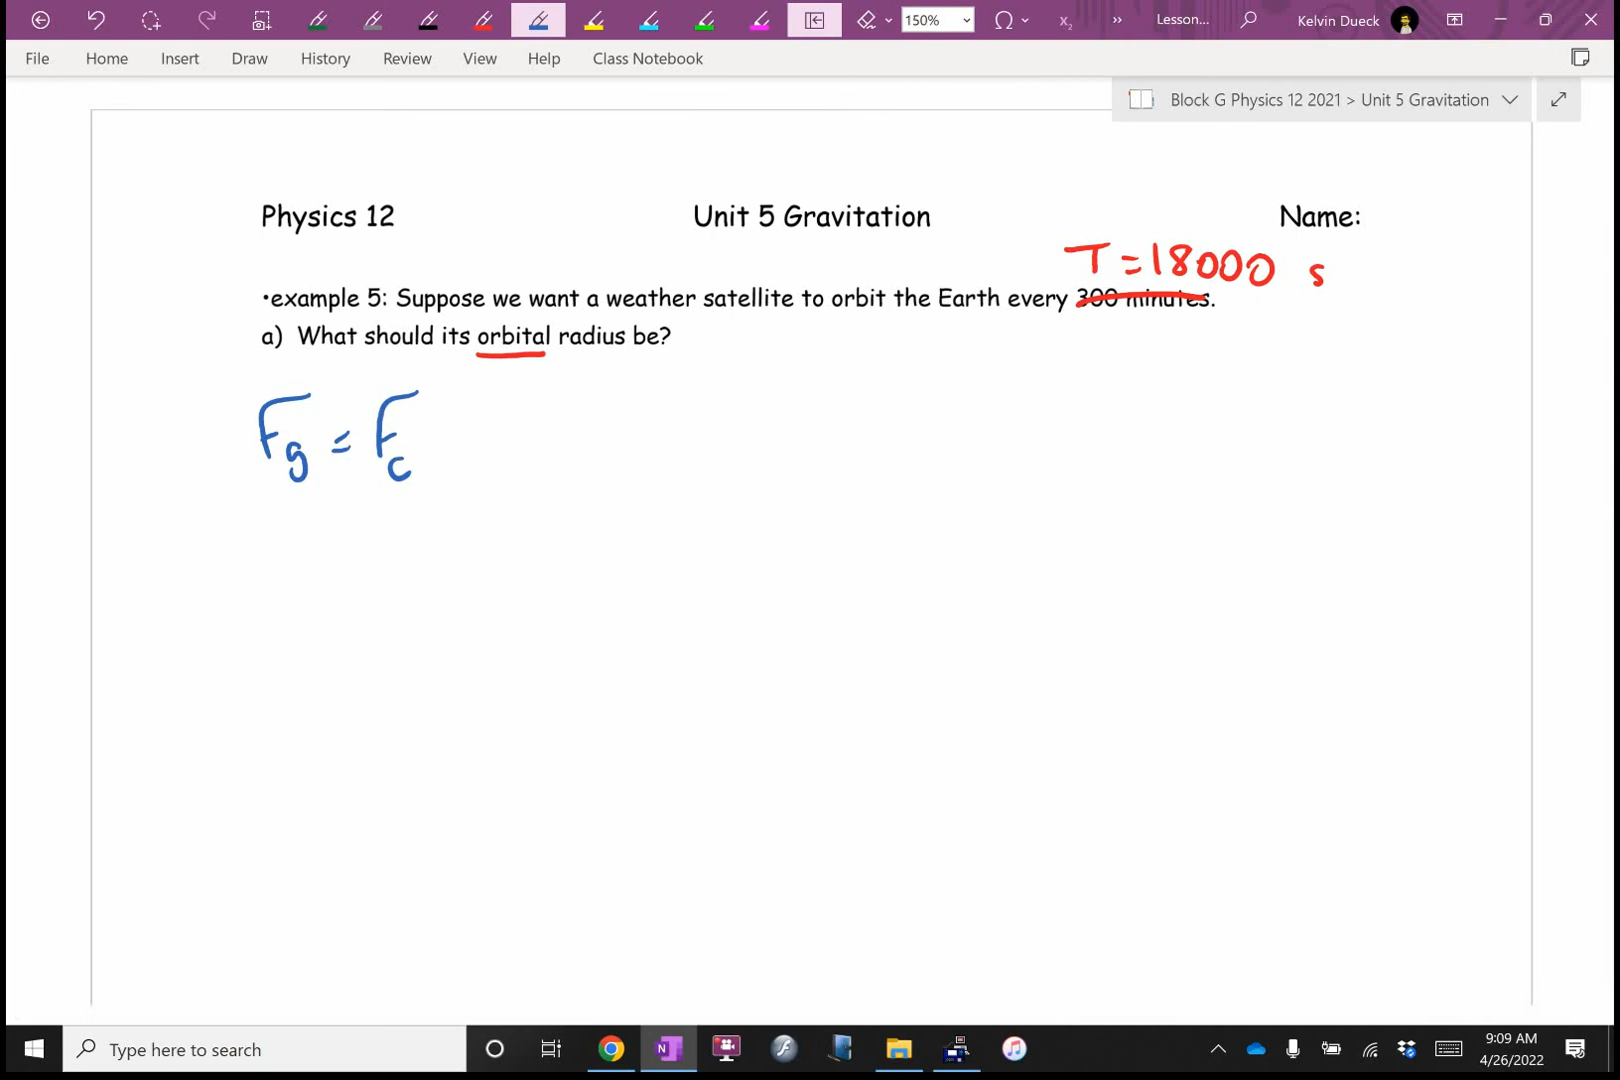 150%
Ω
x₂
»
Lesson...
Kelvin Dueck
File Home Insert Draw History Review View Help Class Notebook
Block G Physics 12 2021 > Unit 5 Gravitation
Physics 12 Unit 5 Gravitation Name:
T = 18000 s
•example 5: Suppose we want a weather satellite to orbit the Earth every 300 minutes.
a) What should its orbital radius be?
Fg = Fc
Type here to search
9:09 AM
4/26/2022